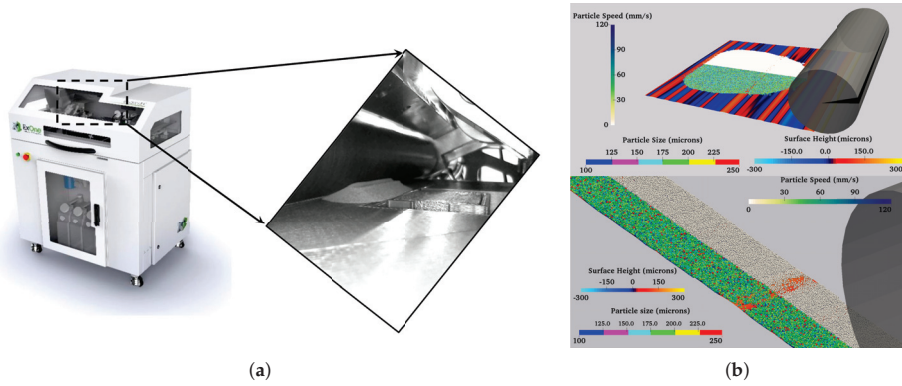 ExOne
Particle Speed (mm/s)
120
90
60
30
0
Particle Size (microns)
125 150 175 200 225
100 250
Surface Height (microns)
-150.0 0.0 150.0
-300 300
Particle Speed (mm/s)
0 30 60 90 120
Surface Height (microns)
-150 0 150
-300 300
Particle size (microns)
125.0 150.0 175.0 200.0 225.0
100 250
(a)
(b)